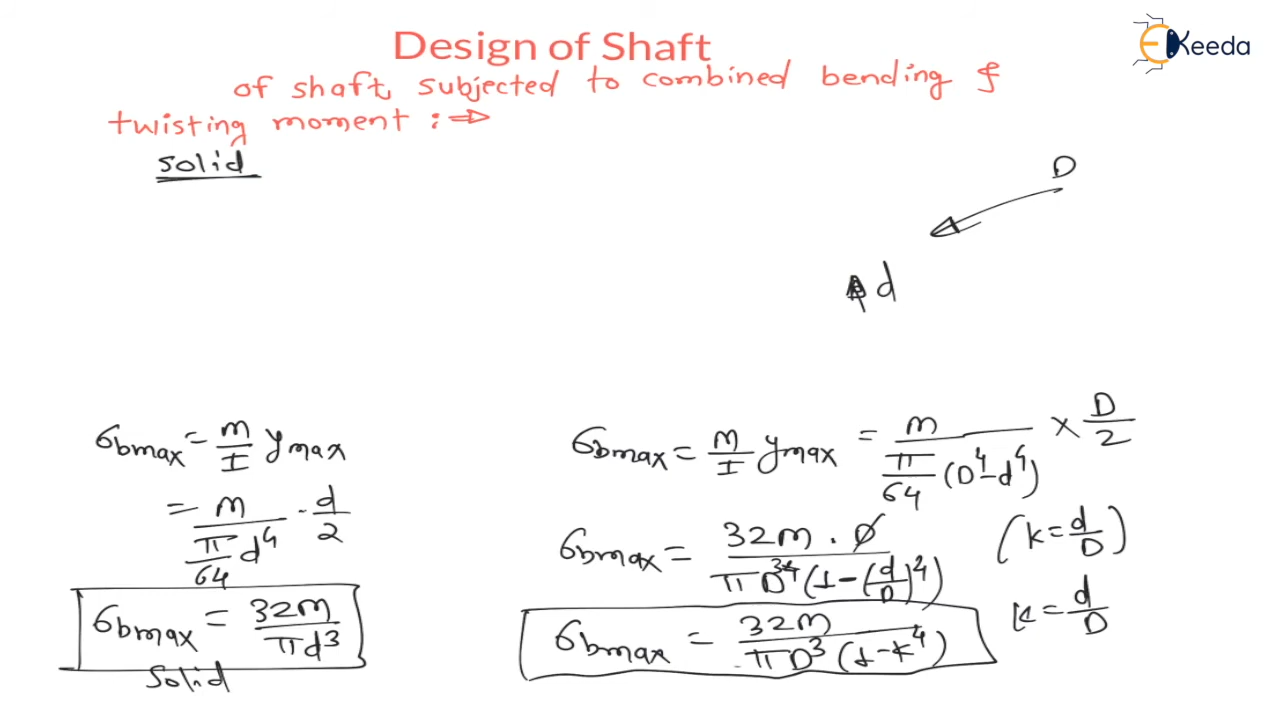 Design of Shaft
EKeeda
of shaft, subjected to combined bending &
twisting moment : ⇒
solid
D
d
σbmax = m/I ymax
= m/(π/64 d⁴) . d/2
σbmax = 32m/πd³
solid
σbmax = m/I ymax = m/(π/64 (D⁴-d⁴)) × D/2
σbmax = 32m . D/πD³(1-(d/D)⁴) (k=d/D)
σbmax = 32m/πD³(1-k⁴) k=d/D